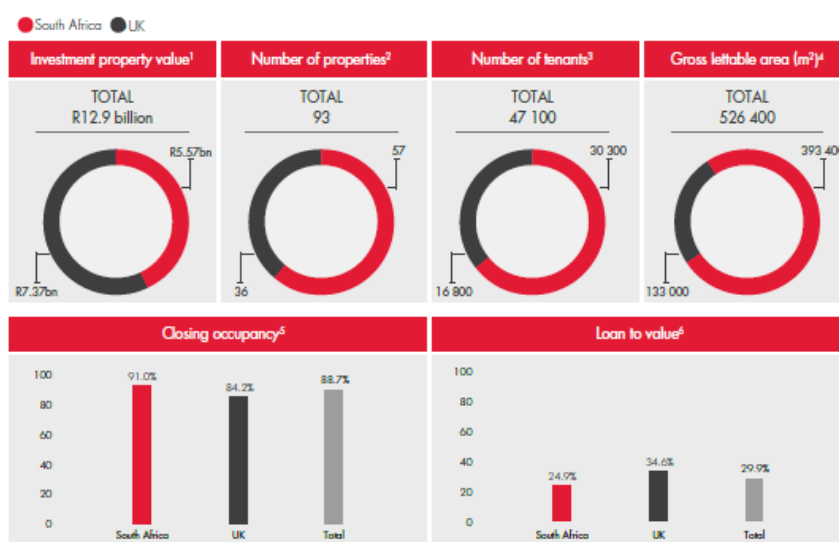 South Africa UK
Investment property value¹ Number of properties² Number of tenants³ Gross lettable area (m²)⁴
TOTAL TOTAL TOTAL TOTAL
R12.9 billion 93 47 100 526 400
R5.57bn 57 30 300 393 400
R7.37bn 36 16 800 133 000
Closing occupancy⁵ Loan to value⁶
100
80
60
40
20
0
91.0%
84.2%
88.7%
South Africa UK Total
100
80
60
40
20
0
24.9%
34.6%
29.9%
South Africa UK Total